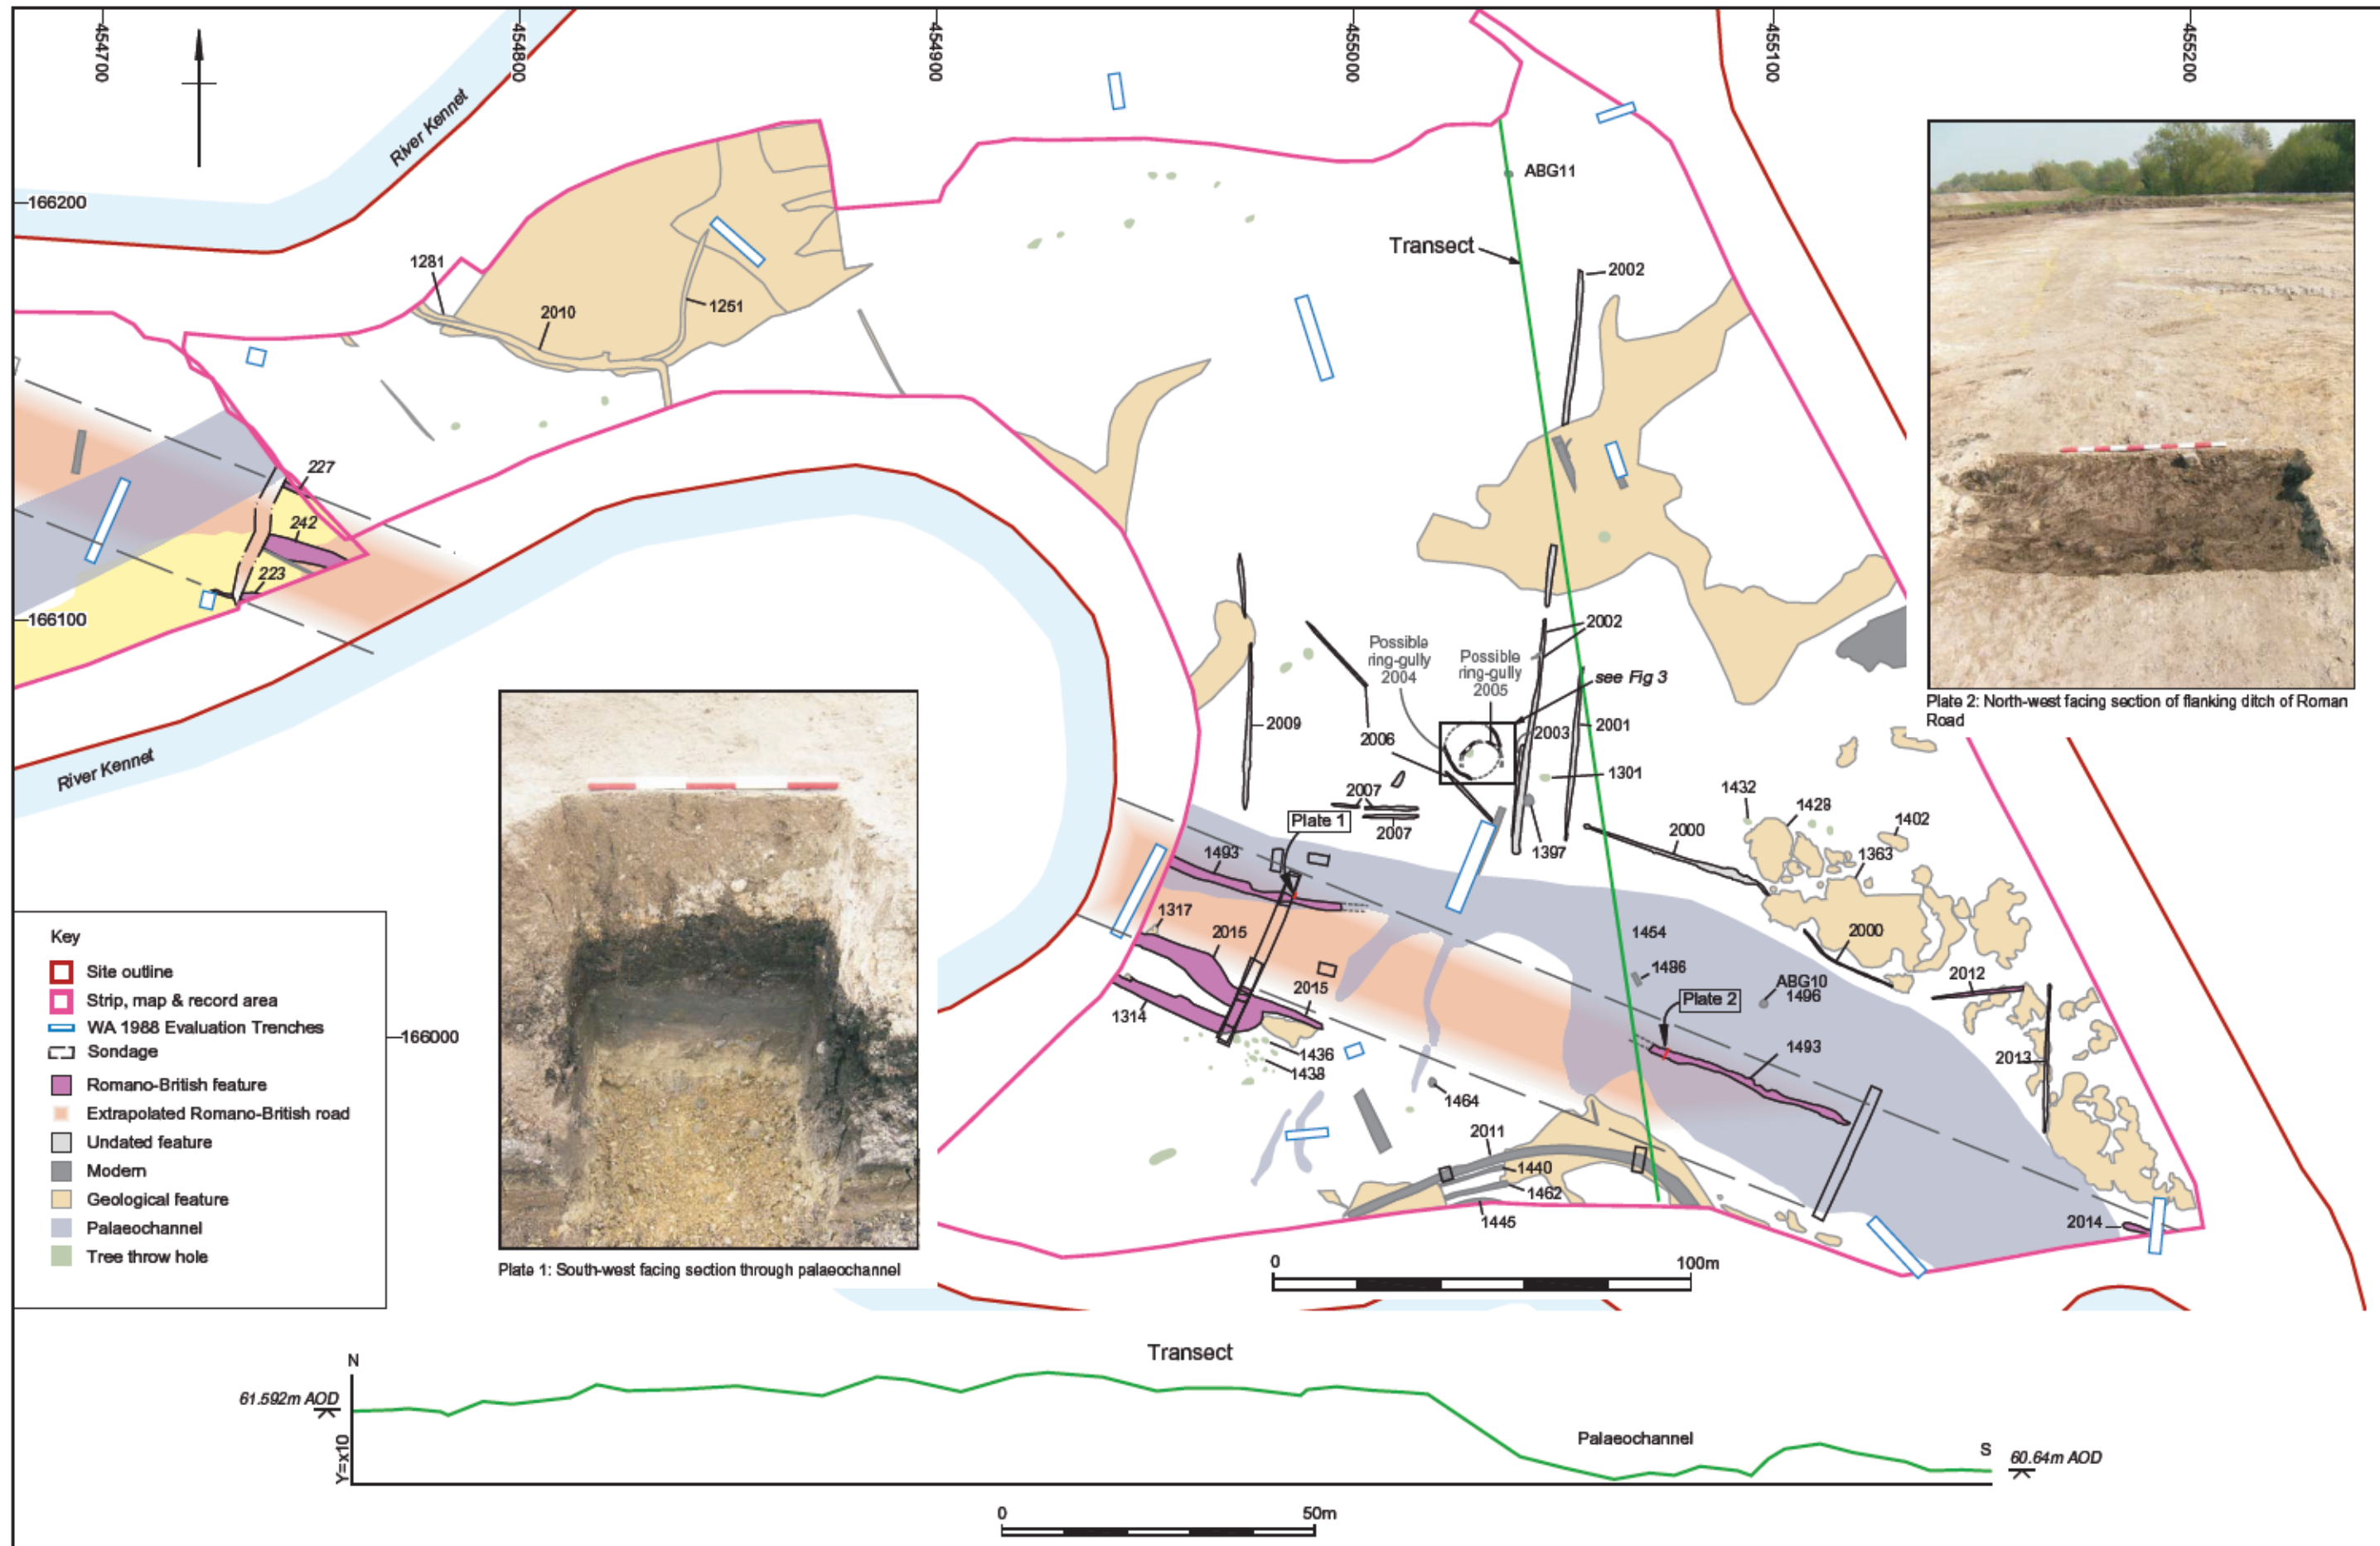 454700
454800
454900
455000
455100
455200
River Kennet
166200
ABG11
Transect
1281
2010
1251
2002
227
242
223
166100
River Kennet
2002
Possible
ring-gully
2004
Possible
ring-gully
2005
see Fig 3
2009
2006
2003
2001
1301
2007
2007
Plate 1
1397
2000
1432
1428
1402
1363
Plate 2: North-west facing section of flanking ditch of Roman
Road
1493
1317
2015
2015
1314
1436
1438
1464
1454
1486
ABG10
1496
Plate 2
1493
2000
2012
2013
2014
2011
1440
1462
1445
Key
Site outline
Strip, map & record area
WA 1988 Evaluation Trenches
Sondage
Romano-British feature
Extrapolated Romano-British road
Undated feature
Modern
Geological feature
Palaeochannel
Tree throw hole
166000
Plate 1: South-west facing section through palaeochannel
0 100m
Transect
N
61.592m AOD
Y=x10
Palaeochannel
S
60.64m AOD
0 50m